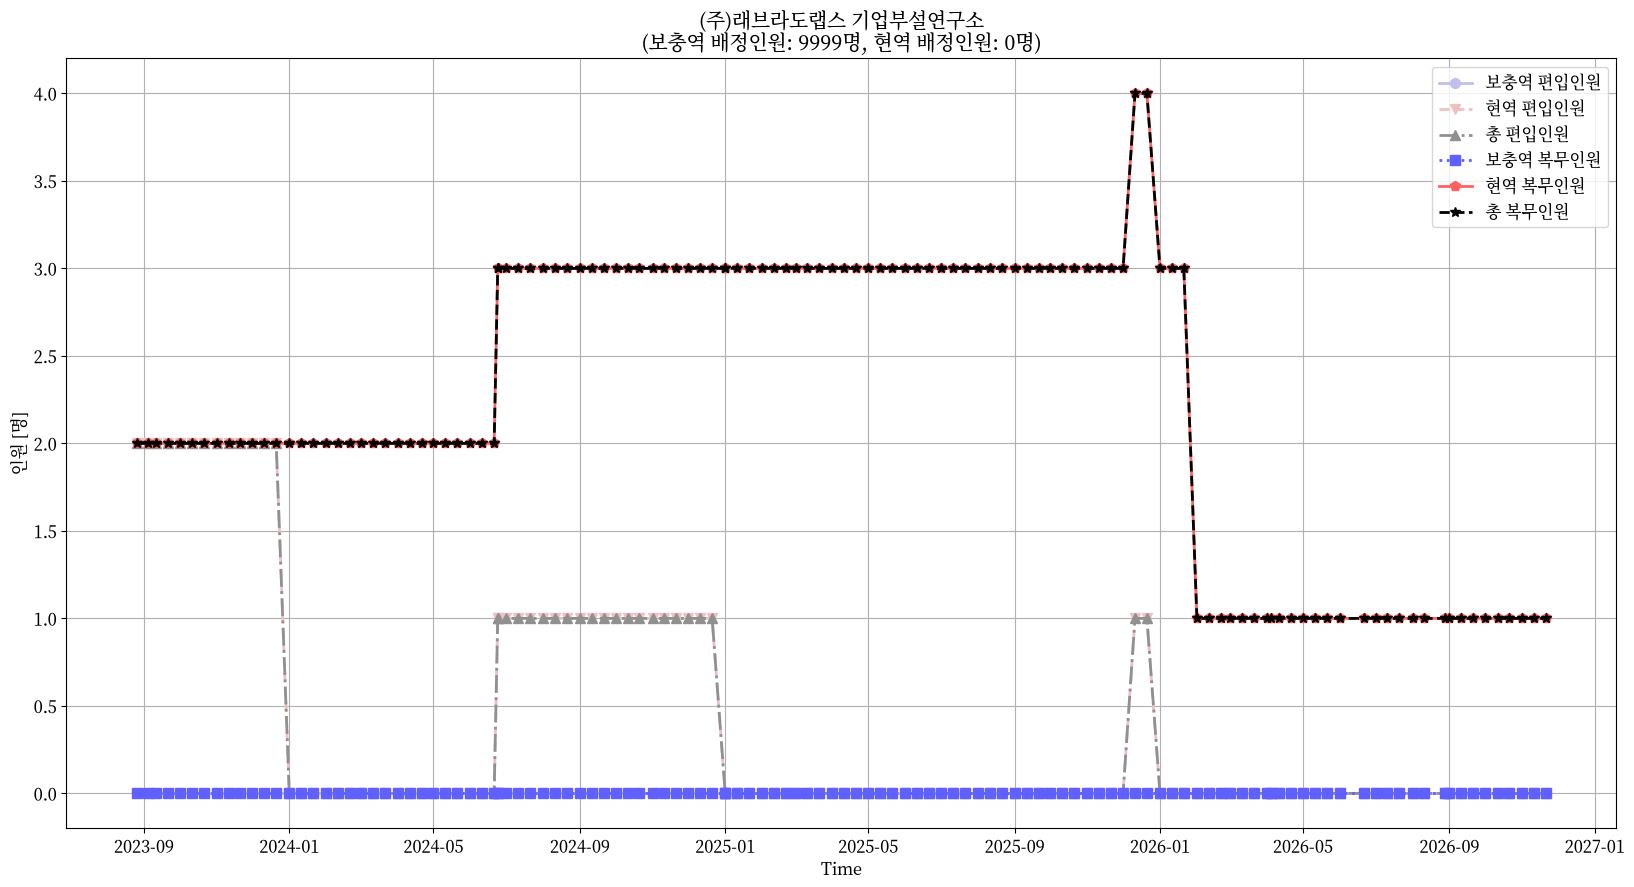 (주)래브라도랩스 기업부설연구소
(보충역 배정인원: 9999명, 현역 배정인원: 0명)
보충역 편입인원
현역 편입인원
총 편입인원
보충역 복무인원
현역 복무인원
총 복무인원
4.0
3.5
3.0
2.5
2.0
1.5
1.0
0.5
0.0
인원 [명]
2023-09
2024-01
2024-05
2024-09
2025-01
2025-05
2025-09
2026-01
2026-05
2026-09
2027-01
Time